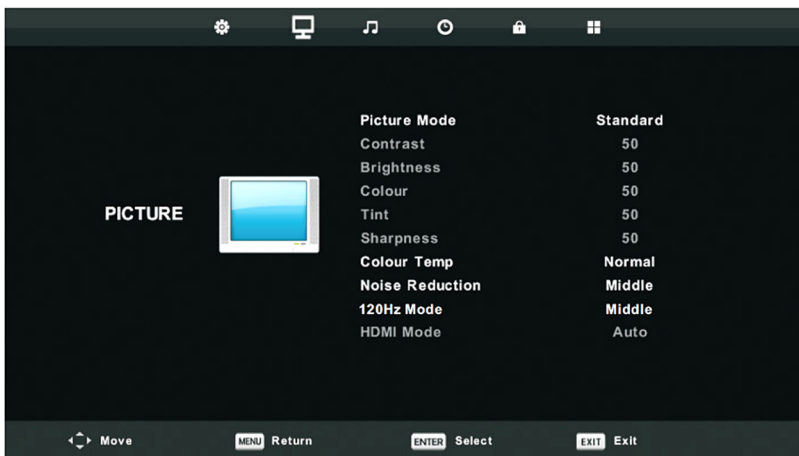 Picture Mode Standard
Contrast 50
Brightness 50
Colour 50
PICTURE
Tint 50
Sharpness 50
Colour Temp Normal
Noise Reduction Middle
120Hz Mode Middle
HDMI Mode Auto
Move MENU Return ENTER Select EXIT Exit